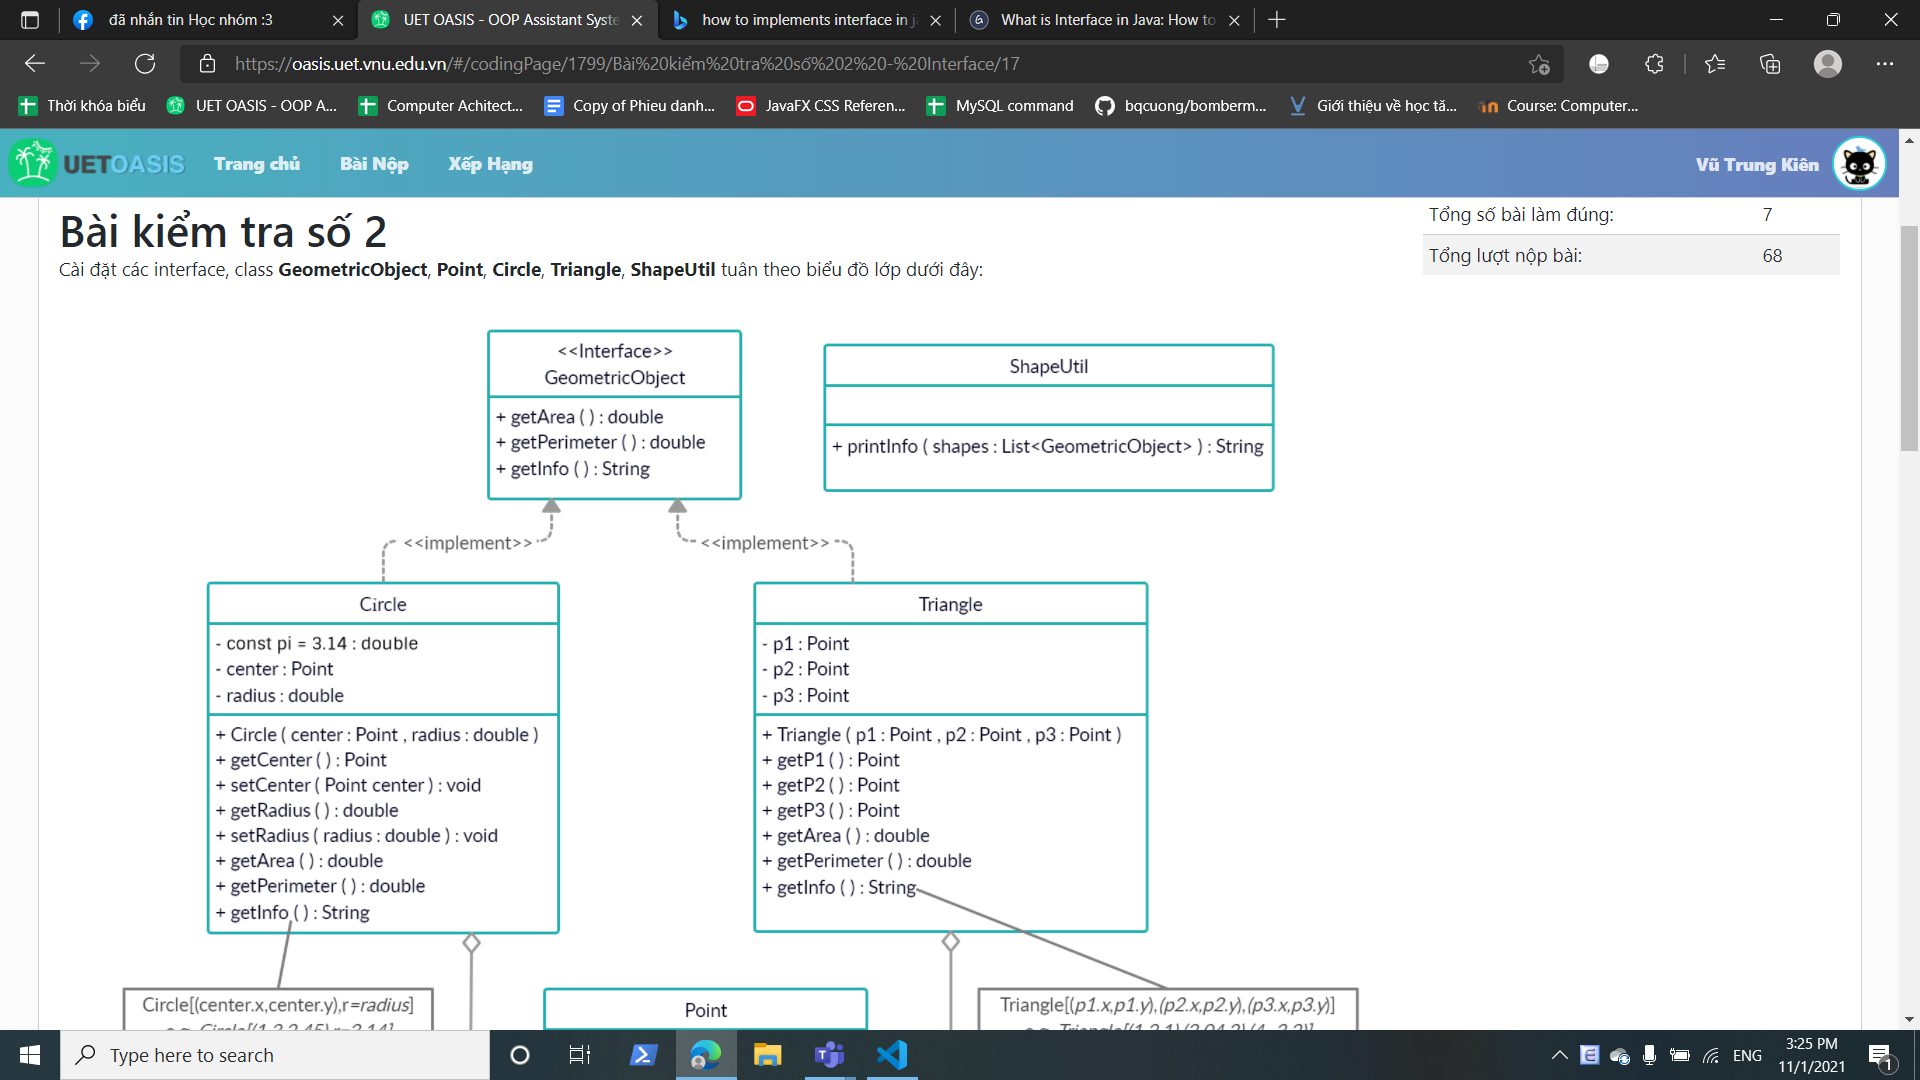 đã nhắn tin Học nhóm :3
UET OASIS - OOP Assistant Syste
how to implements interface in ja
What is Interface in Java: How to
https://oasis.uet.vnu.edu.vn/#/codingPage/1799/Bài%20kiểm%20tra%20số%202%20-%20Interface/17
Thời khóa biểu
UET OASIS - OOP A...
Computer Achitect...
Copy of Phieu danh...
JavaFX CSS Referen...
MySQL command
bqcuong/bomberm...
Giới thiệu về học tă...
Course: Computer...
UETOASIS
Trang chủ
Bài Nộp
Xếp Hạng
Vũ Trung Kiên
Bài kiểm tra số 2
Cài đặt các interface, class GeometricObject, Point, Circle, Triangle, ShapeUtil tuân theo biểu đồ lớp dưới đây:
Tổng số bài làm đúng: 7
Tổng lượt nộp bài: 68
<<Interface>>
GeometricObject
+ getArea ( ) : double
+ getPerimeter ( ) : double
+ getInfo ( ) : String
ShapeUtil
+ printInfo ( shapes : List<GeometricObject> ) : String
<<implement>>
<<implement>>
Circle
- const pi = 3.14 : double
- center : Point
- radius : double
+ Circle ( center : Point , radius : double )
+ getCenter ( ) : Point
+ setCenter ( Point center ) : void
+ getRadius ( ) : double
+ setRadius ( radius : double ) : void
+ getArea ( ) : double
+ getPerimeter ( ) : double
+ getInfo ( ) : String
Triangle
- p1 : Point
- p2 : Point
- p3 : Point
+ Triangle ( p1 : Point , p2 : Point , p3 : Point )
+ getP1 ( ) : Point
+ getP2 ( ) : Point
+ getP3 ( ) : Point
+ getArea ( ) : double
+ getPerimeter ( ) : double
+ getInfo ( ) : String
Circle[(center.x,center.y),r=radius]
Point
Triangle[(p1.x,p1.y),(p2.x,p2.y),(p3.x,p3.y)]
Type here to search
ENG
3:25 PM
11/1/2021
1